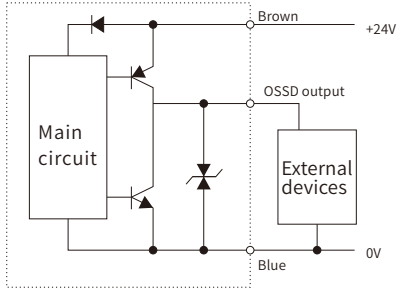 Brown
+24V
OSSD output
Main
circuit
External
devices
0V
Blue